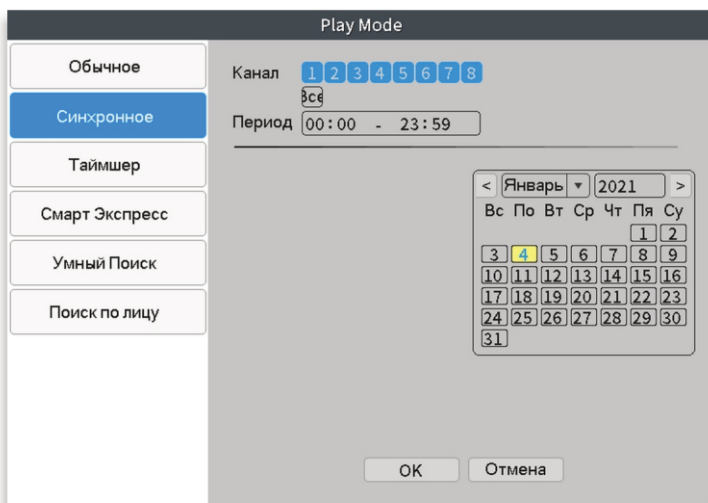 Play Mode
Обычное
Синхронное
Таймшер
Смарт Экспресс
Умный Поиск
Поиск по лицу
Канал 1 2 3 4 5 6 7 8
Все
Период 00:00 - 23:59
< Январь ▼ 2021 >
Вс По Вт Ср Чт Пя Су
1 2
3 4 5 6 7 8 9
10 11 12 13 14 15 16
17 18 19 20 21 22 23
24 25 26 27 28 29 30
31
OK Отмена